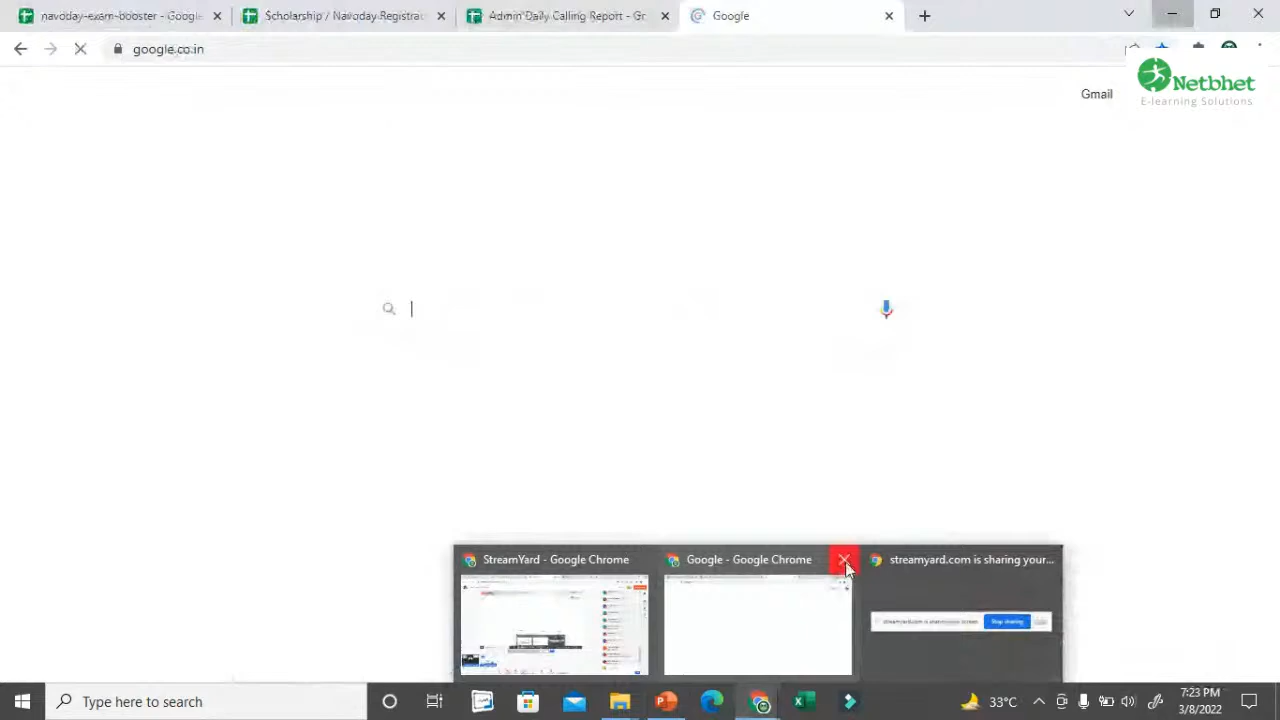 navoday-exam-booster - Google
Scholarship / Navoday Registra
Admin Daily Calling Report - Gr
Google
google.co.in
Gmail
Netbhet
E-learning Solutions
StreamYard - Google Chrome
Google - Google Chrome
streamyard.com is sharing your...
Stop sharing
Type here to search
33°C
7:23 PM
3/8/2022